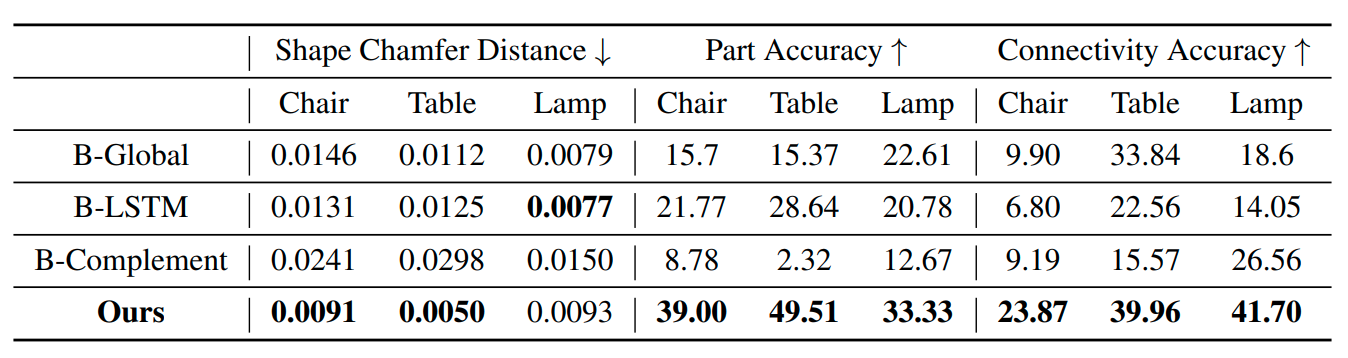 Shape Chamfer Distance ↓ Part Accuracy ↑ Connectivity Accuracy ↑
Chair Table Lamp Chair Table Lamp Chair Table Lamp
B-Global 0.0146 0.0112 0.0079 15.7 15.37 22.61 9.90 33.84 18.6
B-LSTM 0.0131 0.0125 0.0077 21.77 28.64 20.78 6.80 22.56 14.05
B-Complement 0.0241 0.0298 0.0150 8.78 2.32 12.67 9.19 15.57 26.56
Ours 0.0091 0.0050 0.0093 39.00 49.51 33.33 23.87 39.96 41.70